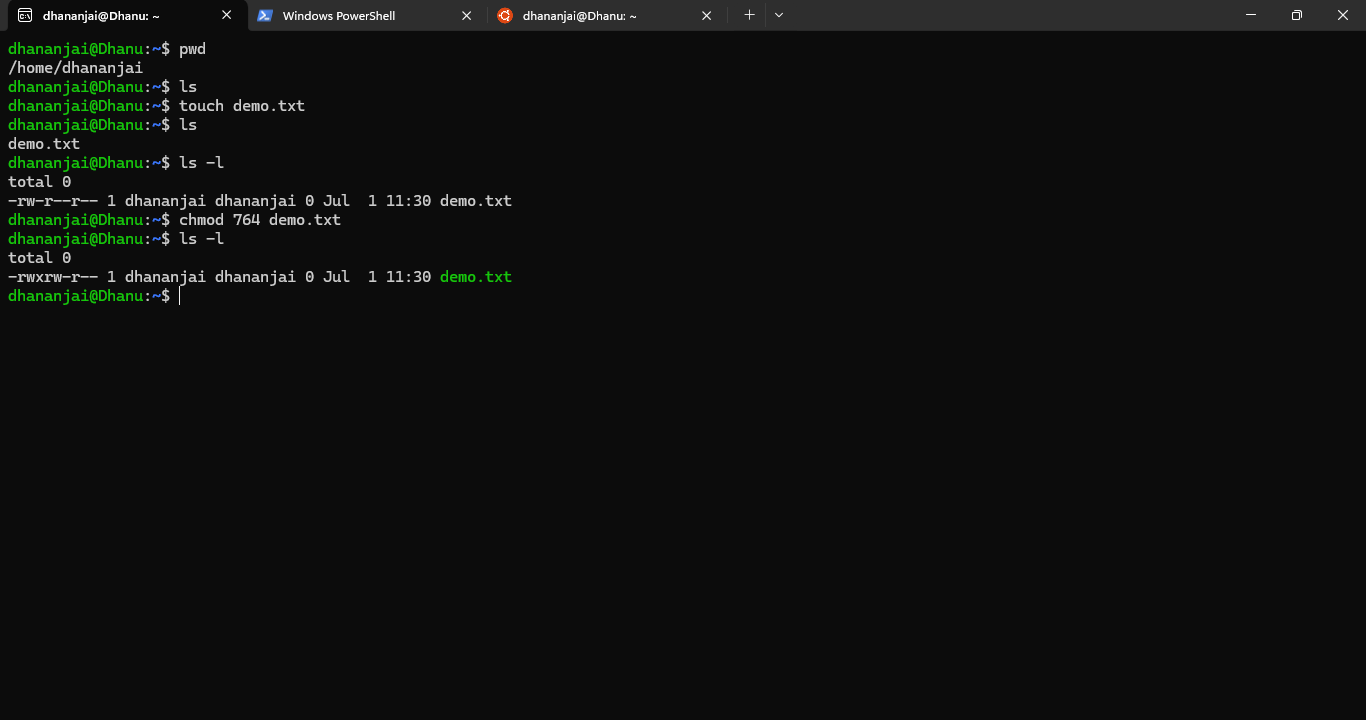 dhananjai@Dhanu: ~
Windows PowerShell
dhananjai@Dhanu: ~
dhananjai@Dhanu:~$ pwd
/home/dhananjai
dhananjai@Dhanu:~$ ls
dhananjai@Dhanu:~$ touch demo.txt
dhananjai@Dhanu:~$ ls
demo.txt
dhananjai@Dhanu:~$ ls -l
total 0
-rw-r--r-- 1 dhananjai dhananjai 0 Jul  1 11:30 demo.txt
dhananjai@Dhanu:~$ chmod 764 demo.txt
dhananjai@Dhanu:~$ ls -l
total 0
-rwxrw-r-- 1 dhananjai dhananjai 0 Jul  1 11:30 demo.txt
dhananjai@Dhanu:~$